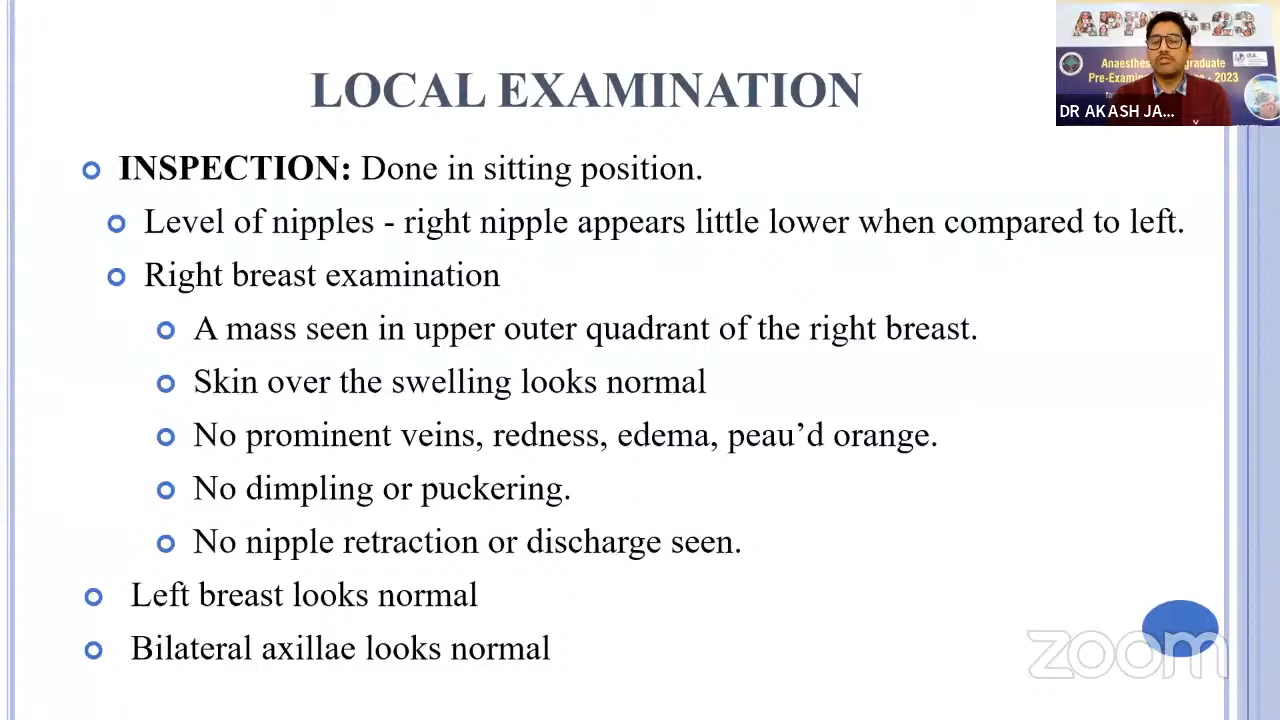 LOCAL EXAMINATION
INSPECTION: Done in sitting position.
Level of nipples - right nipple appears little lower when compared to left.
Right breast examination
A mass seen in upper outer quadrant of the right breast.
Skin over the swelling looks normal
No prominent veins, redness, edema, peau’d orange.
No dimpling or puckering.
No nipple retraction or discharge seen.
Left breast looks normal
Bilateral axillae looks normal
DR AKASH JA...
zoom